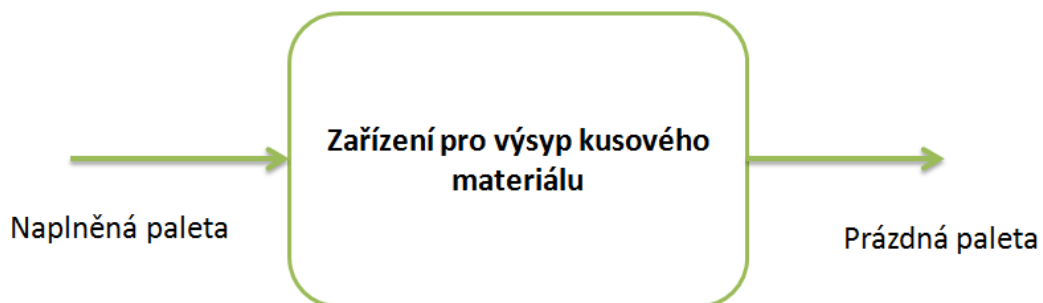 Zařízení pro výsyp kusového
materiálu
Naplněná paleta
Prázdná paleta